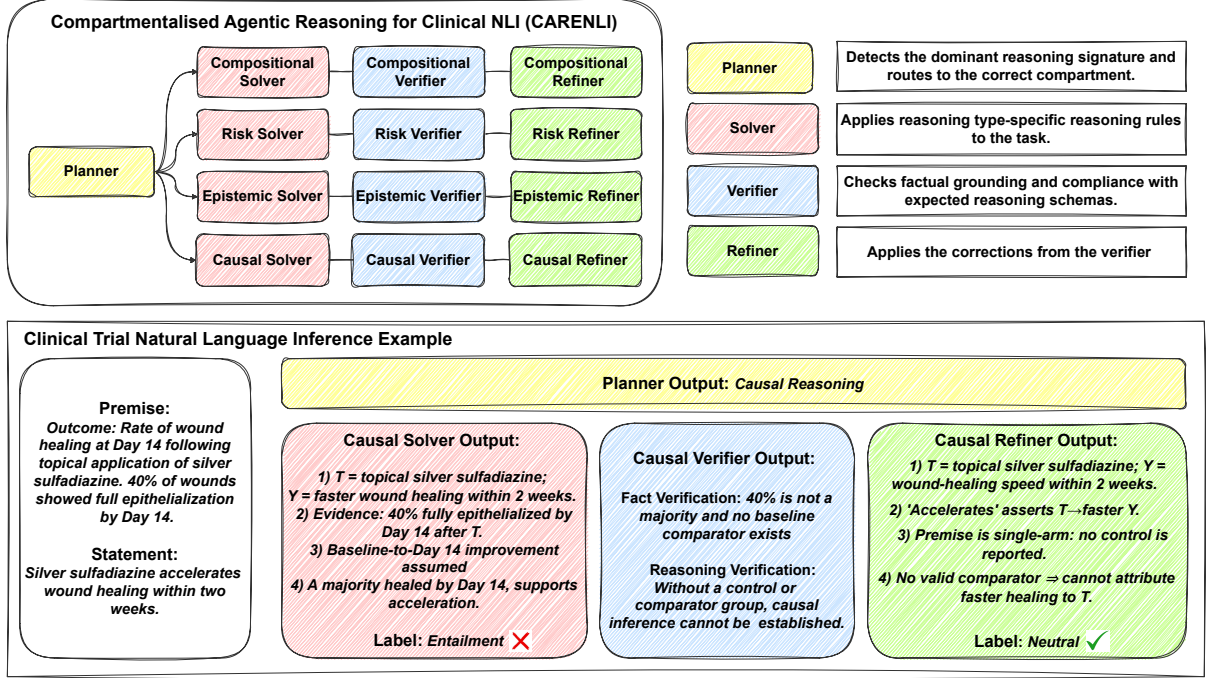 Compartmentalised Agentic Reasoning for Clinical NLI (CARENLI)
Planner
Compositional
Solver
Compositional
Verifier
Compositional
Refiner
Risk Solver
Risk Verifier
Risk Refiner
Epistemic Solver
Epistemic Verifier
Epistemic Refiner
Causal Solver
Causal Verifier
Causal Refiner
Planner
Detects the dominant reasoning signature and
routes to the correct compartment.
Solver
Applies reasoning type-specific reasoning rules
to the task.
Verifier
Checks factual grounding and compliance with
expected reasoning schemas.
Refiner
Applies the corrections from the verifier
Clinical Trial Natural Language Inference Example
Premise:
Outcome: Rate of wound
healing at Day 14 following
topical application of silver
sulfadiazine. 40% of wounds
showed full epithelialization
by Day 14.
Statement:
Silver sulfadiazine accelerates
wound healing within two
weeks.
Planner Output: Causal Reasoning
Causal Solver Output:
1) T = topical silver sulfadiazine;
Y = faster wound healing within 2 weeks.
2) Evidence: 40% fully epithelialized by
Day 14 after T.
3) Baseline-to-Day 14 improvement
assumed
4) A majority healed by Day 14, supports
acceleration.
Label: Entailment
Causal Verifier Output:
Fact Verification: 40% is not a
majority and no baseline
comparator exists
Reasoning Verification:
Without a control or
comparator group, causal
inference cannot be established.
Causal Refiner Output:
1) T = topical silver sulfadiazine; Y =
wound-healing speed within 2 weeks.
2) 'Accelerates' asserts T→faster Y.
3) Premise is single-arm: no control is
reported.
4) No valid comparator ⇒ cannot attribute
faster healing to T.
Label: Neutral